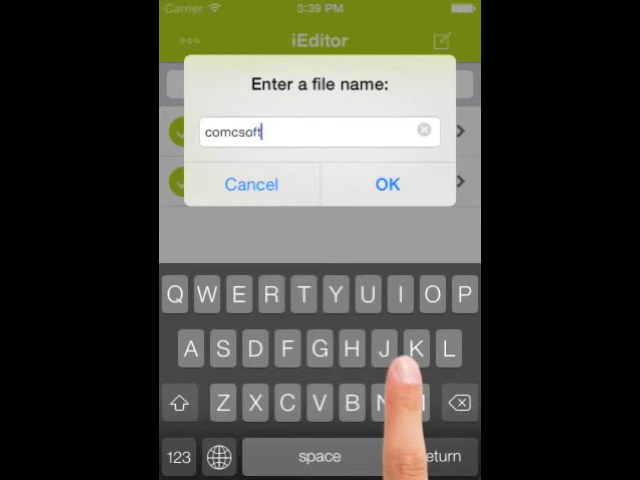 Carrier 3:39 PM
iEditor
Enter a file name:
comcsoft
Cancel OK
Q W E R T Y U I O P
A S D F G H J K L
Z X C V B N M
123 space return